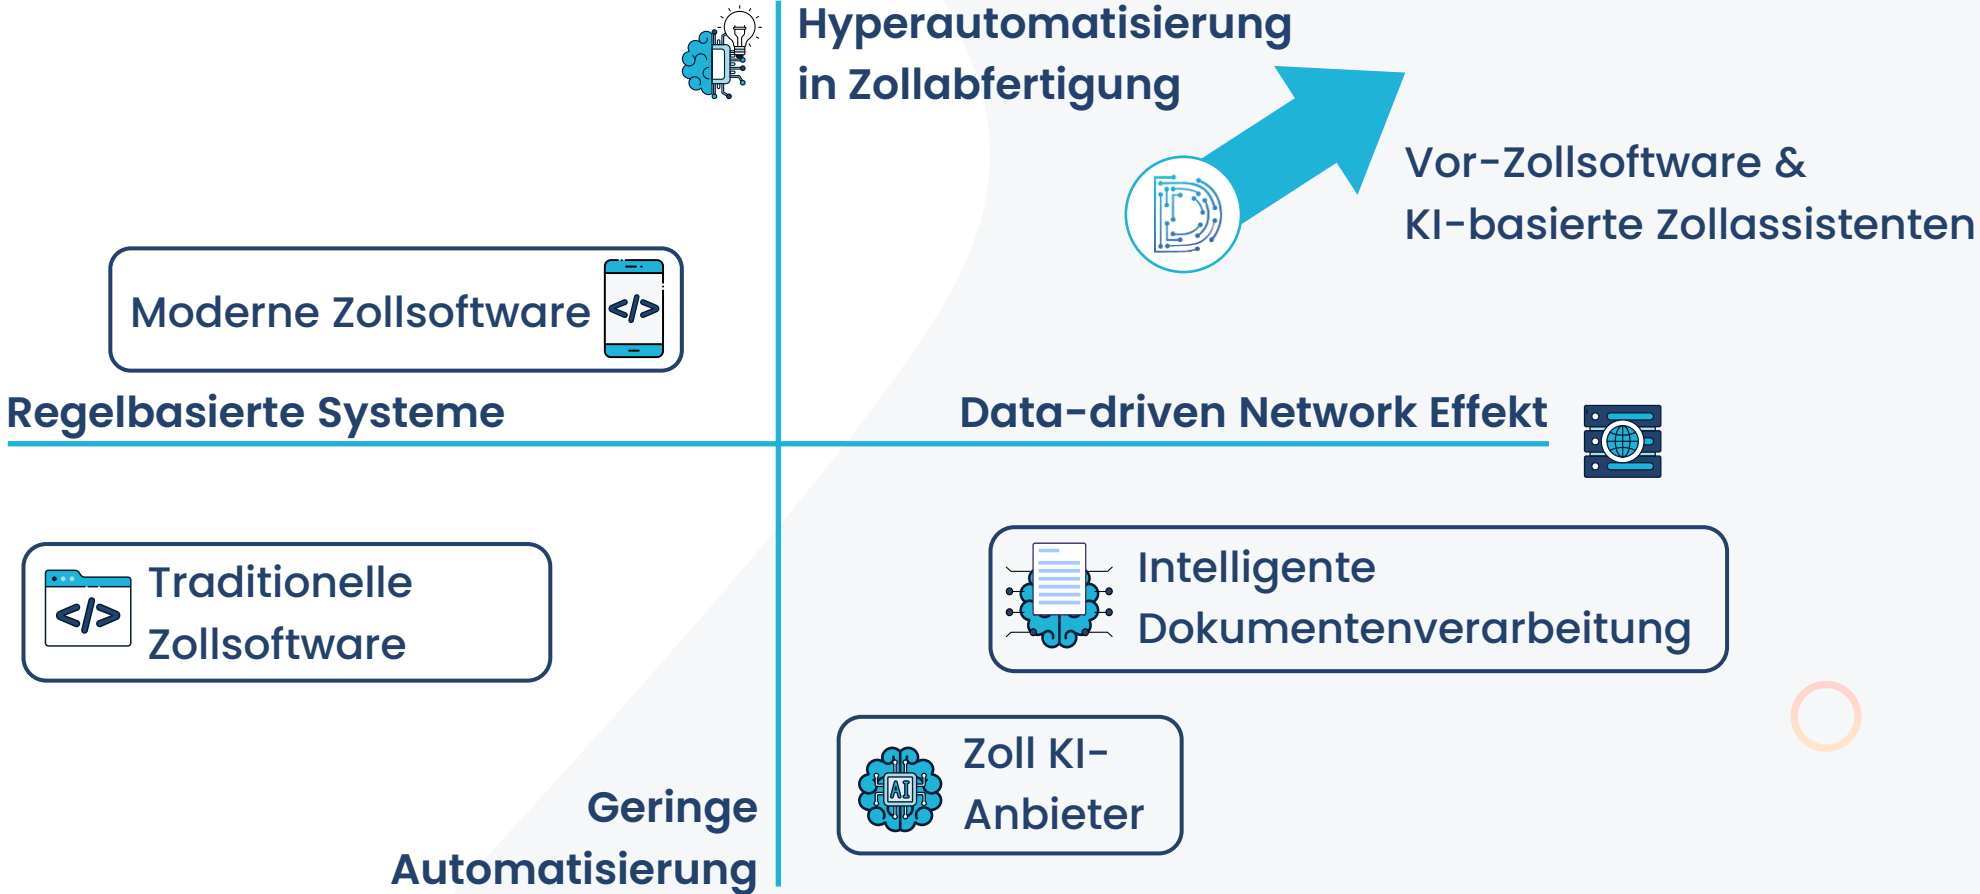 Hyperautomatisierung
in Zollabfertigung
Vor-Zollsoftware &
KI-basierte Zollassistenten
Moderne Zollsoftware
</>
Regelbasierte Systeme
Data-driven Network Effekt
</>
Traditionelle
Zollsoftware
Intelligente
Dokumentenverarbeitung
AI
Zoll KI-
Anbieter
Geringe
Automatisierung